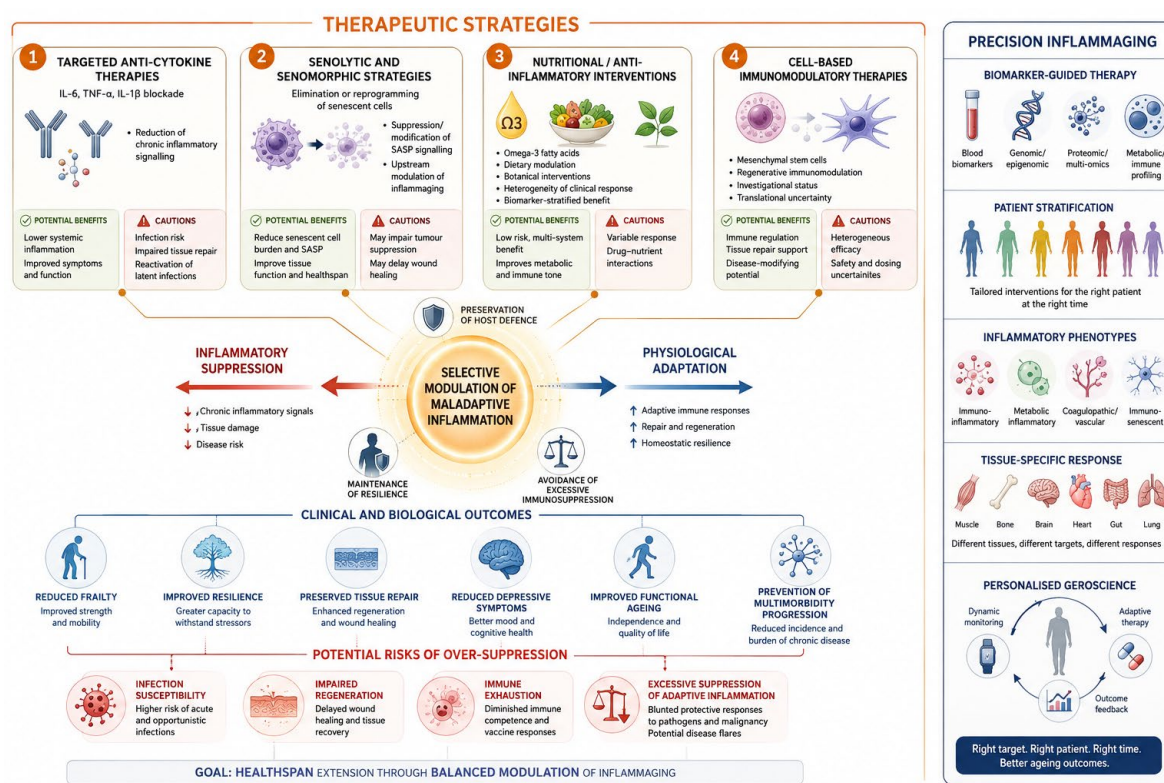 THERAPEUTIC STRATEGIES
1
TARGETED ANTI-CYTOKINE
THERAPIES
IL-6, TNF-α, IL-1β blockade
• Reduction of
chronic inflammatory
signalling
POTENTIAL BENEFITS
Lower systemic
inflammation
Improved symptoms
and function
CAUTIONS
Infection risk
Impaired tissue repair
Reactivation of
latent infections
2
SENOLYTIC AND
SENOMORPHIC STRATEGIES
Elimination or reprogramming
of senescent cells
• Suppression/
modification of
SASP signalling
• Upstream
modulation of
inflammaging
POTENTIAL BENEFITS
Reduce senescent cell
burden and SASP
Improve tissue
function and healthspan
CAUTIONS
May impair tumour
suppression
May delay wound
healing
3
NUTRITIONAL / ANTI-
INFLAMMATORY INTERVENTIONS
Ω3
• Omega-3 fatty acids
• Dietary modulation
• Botanical interventions
• Heterogeneity of clinical response
• Biomarker-stratified benefit
POTENTIAL BENEFITS
Low risk, multi-system
benefit
Improves metabolic
and immune tone
CAUTIONS
Variable response
Drug–nutrient
interactions
4
CELL-BASED
IMMUNOMODULATORY THERAPIES
• Mesenchymal stem cells
• Regenerative immunomodulation
• Investigational status
• Translational uncertainty
POTENTIAL BENEFITS
Immune regulation
Tissue repair support
Disease-modifying
potential
CAUTIONS
Heterogeneous
efficacy
Safety and dosing
uncertainites
PRESERVATION
OF HOST DEFENCE
INFLAMMATORY
SUPPRESSION
↓ Chronic inflammatory signals
↓ Tissue damage
↓ Disease risk
SELECTIVE
MODULATION OF
MALADAPTIVE
INFLAMMATION
PHYSIOLOGICAL
ADAPTATION
↑ Adaptive immune responses
↑ Repair and regeneration
↑ Homeostatic resilience
MAINTENANCE
OF RESILIENCE
AVOIDANCE OF
EXCESSIVE
IMMUNOSUPPRESSION
CLINICAL AND BIOLOGICAL OUTCOMES
REDUCED FRAILTY
Improved strength
and mobility
IMPROVED RESILIENCE
Greater capacity to
withstand stressors
PRESERVED TISSUE REPAIR
Enhanced regeneration
and wound healing
REDUCED DEPRESSIVE
SYMPTOMS
Better mood and
cognitive health
IMPROVED FUNCTIONAL
AGEING
Independence and
quality of life
PREVENTION OF
MULTIMORBIDITY
PROGRESSION
Reduced incidence and
burden of chronic disease
POTENTIAL RISKS OF OVER-SUPPRESSION
INFECTION
SUSCEPTIBILITY
Higher risk of acute
and opportunistic
infections
IMPAIRED
REGENERATION
Delayed wound
healing and tissue
recovery
IMMUNE
EXHAUSTION
Diminished immune
competence and
vaccine responses
EXCESSIVE SUPPRESSION
OF ADAPTIVE INFLAMMATION
Blunted protective responses
to pathogens and malignancy
Potential disease flares
GOAL: HEALTHSPAN EXTENSION THROUGH BALANCED MODULATION OF INFLAMMAGING
PRECISION INFLAMMAGING
BIOMARKER-GUIDED THERAPY
Blood
biomarkers
Genomic/
epigenomic
Proteomic/
multi-omics
Metabolic/
immune
profiling
PATIENT STRATIFICATION
Tailored interventions for the right patient
at the right time
INFLAMMATORY PHENOTYPES
Immuno-
inflammatory
Metabolic
inflammatory
Coagulopathic/
vascular
Immuno-
senescent
TISSUE-SPECIFIC RESPONSE
Muscle
Bone
Brain
Heart
Gut
Lung
Different tissues, different targets, different responses
PERSONALISED GEROSCIENCE
Dynamic
monitoring
Adaptive
therapy
Outcome
feedback
Right target. Right patient. Right time.
Better ageing outcomes.